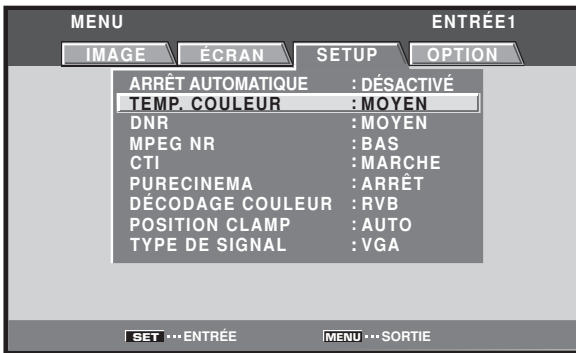 MENU ENTRÉE1
IMAGE ÉCRAN SETUP OPTION
ARRÊT AUTOMATIQUE : DÉSACTIVÉ
TEMP. COULEUR : MOYEN
DNR : MOYEN
MPEG NR : BAS
CTI : MARCHE
PURECINEMA : ARRÊT
DÉCODAGE COULEUR : RVB
POSITION CLAMP : AUTO
TYPE DE SIGNAL : VGA
SET ··· ENTRÉE MENU ··· SORTIE